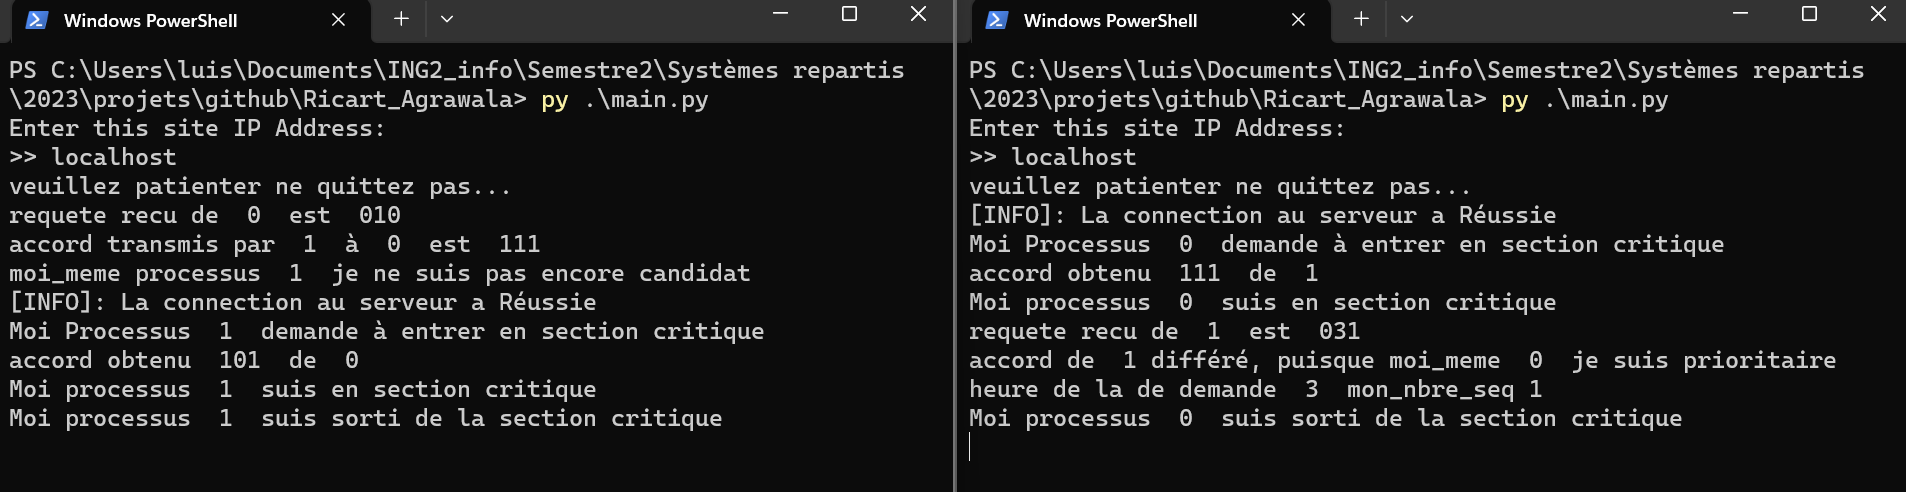 Windows PowerShell
PS C:\Users\luis\Documents\ING2_info\Semestre2\Systèmes repartis
\2023\projets\github\Ricart_Agrawala> py .\main.py
Enter this site IP Address:
>> localhost
veuillez patienter ne quittez pas...
requete recu de  0  est  010
accord transmis par  1  à  0  est  111
moi_meme processus  1  je ne suis pas encore candidat
[INFO]: La connection au serveur a Réussie
Moi Processus  1  demande à entrer en section critique
accord obtenu  101  de  0
Moi processus  1  suis en section critique
Moi processus  1  suis sorti de la section critique
Windows PowerShell
PS C:\Users\luis\Documents\ING2_info\Semestre2\Systèmes repartis
\2023\projets\github\Ricart_Agrawala> py .\main.py
Enter this site IP Address:
>> localhost
veuillez patienter ne quittez pas...
[INFO]: La connection au serveur a Réussie
Moi Processus  0  demande à entrer en section critique
accord obtenu  111  de  1
Moi processus  0  suis en section critique
requete recu de  1  est  031
accord de  1 différé, puisque moi_meme  0  je suis prioritaire
heure de la de demande  3  mon_nbre_seq 1
Moi processus  0  suis sorti de la section critique